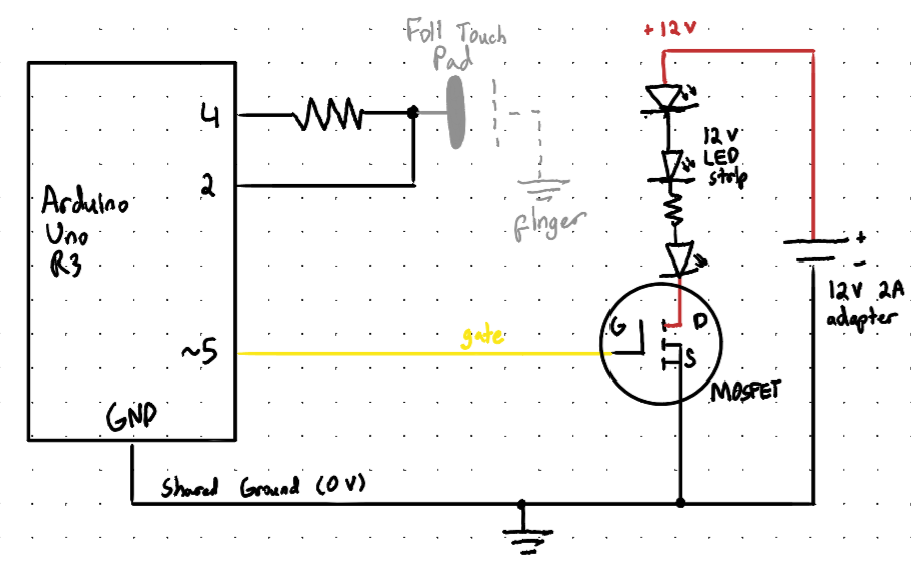 Foil Touch
Pad
+12V
4
2
Arduino
Uno
R3
finger
12V
LED
strip
+
-
12V 2A
adapter
~5
gate
G
D
S
MOSFET
GND
Shared Ground (0V)